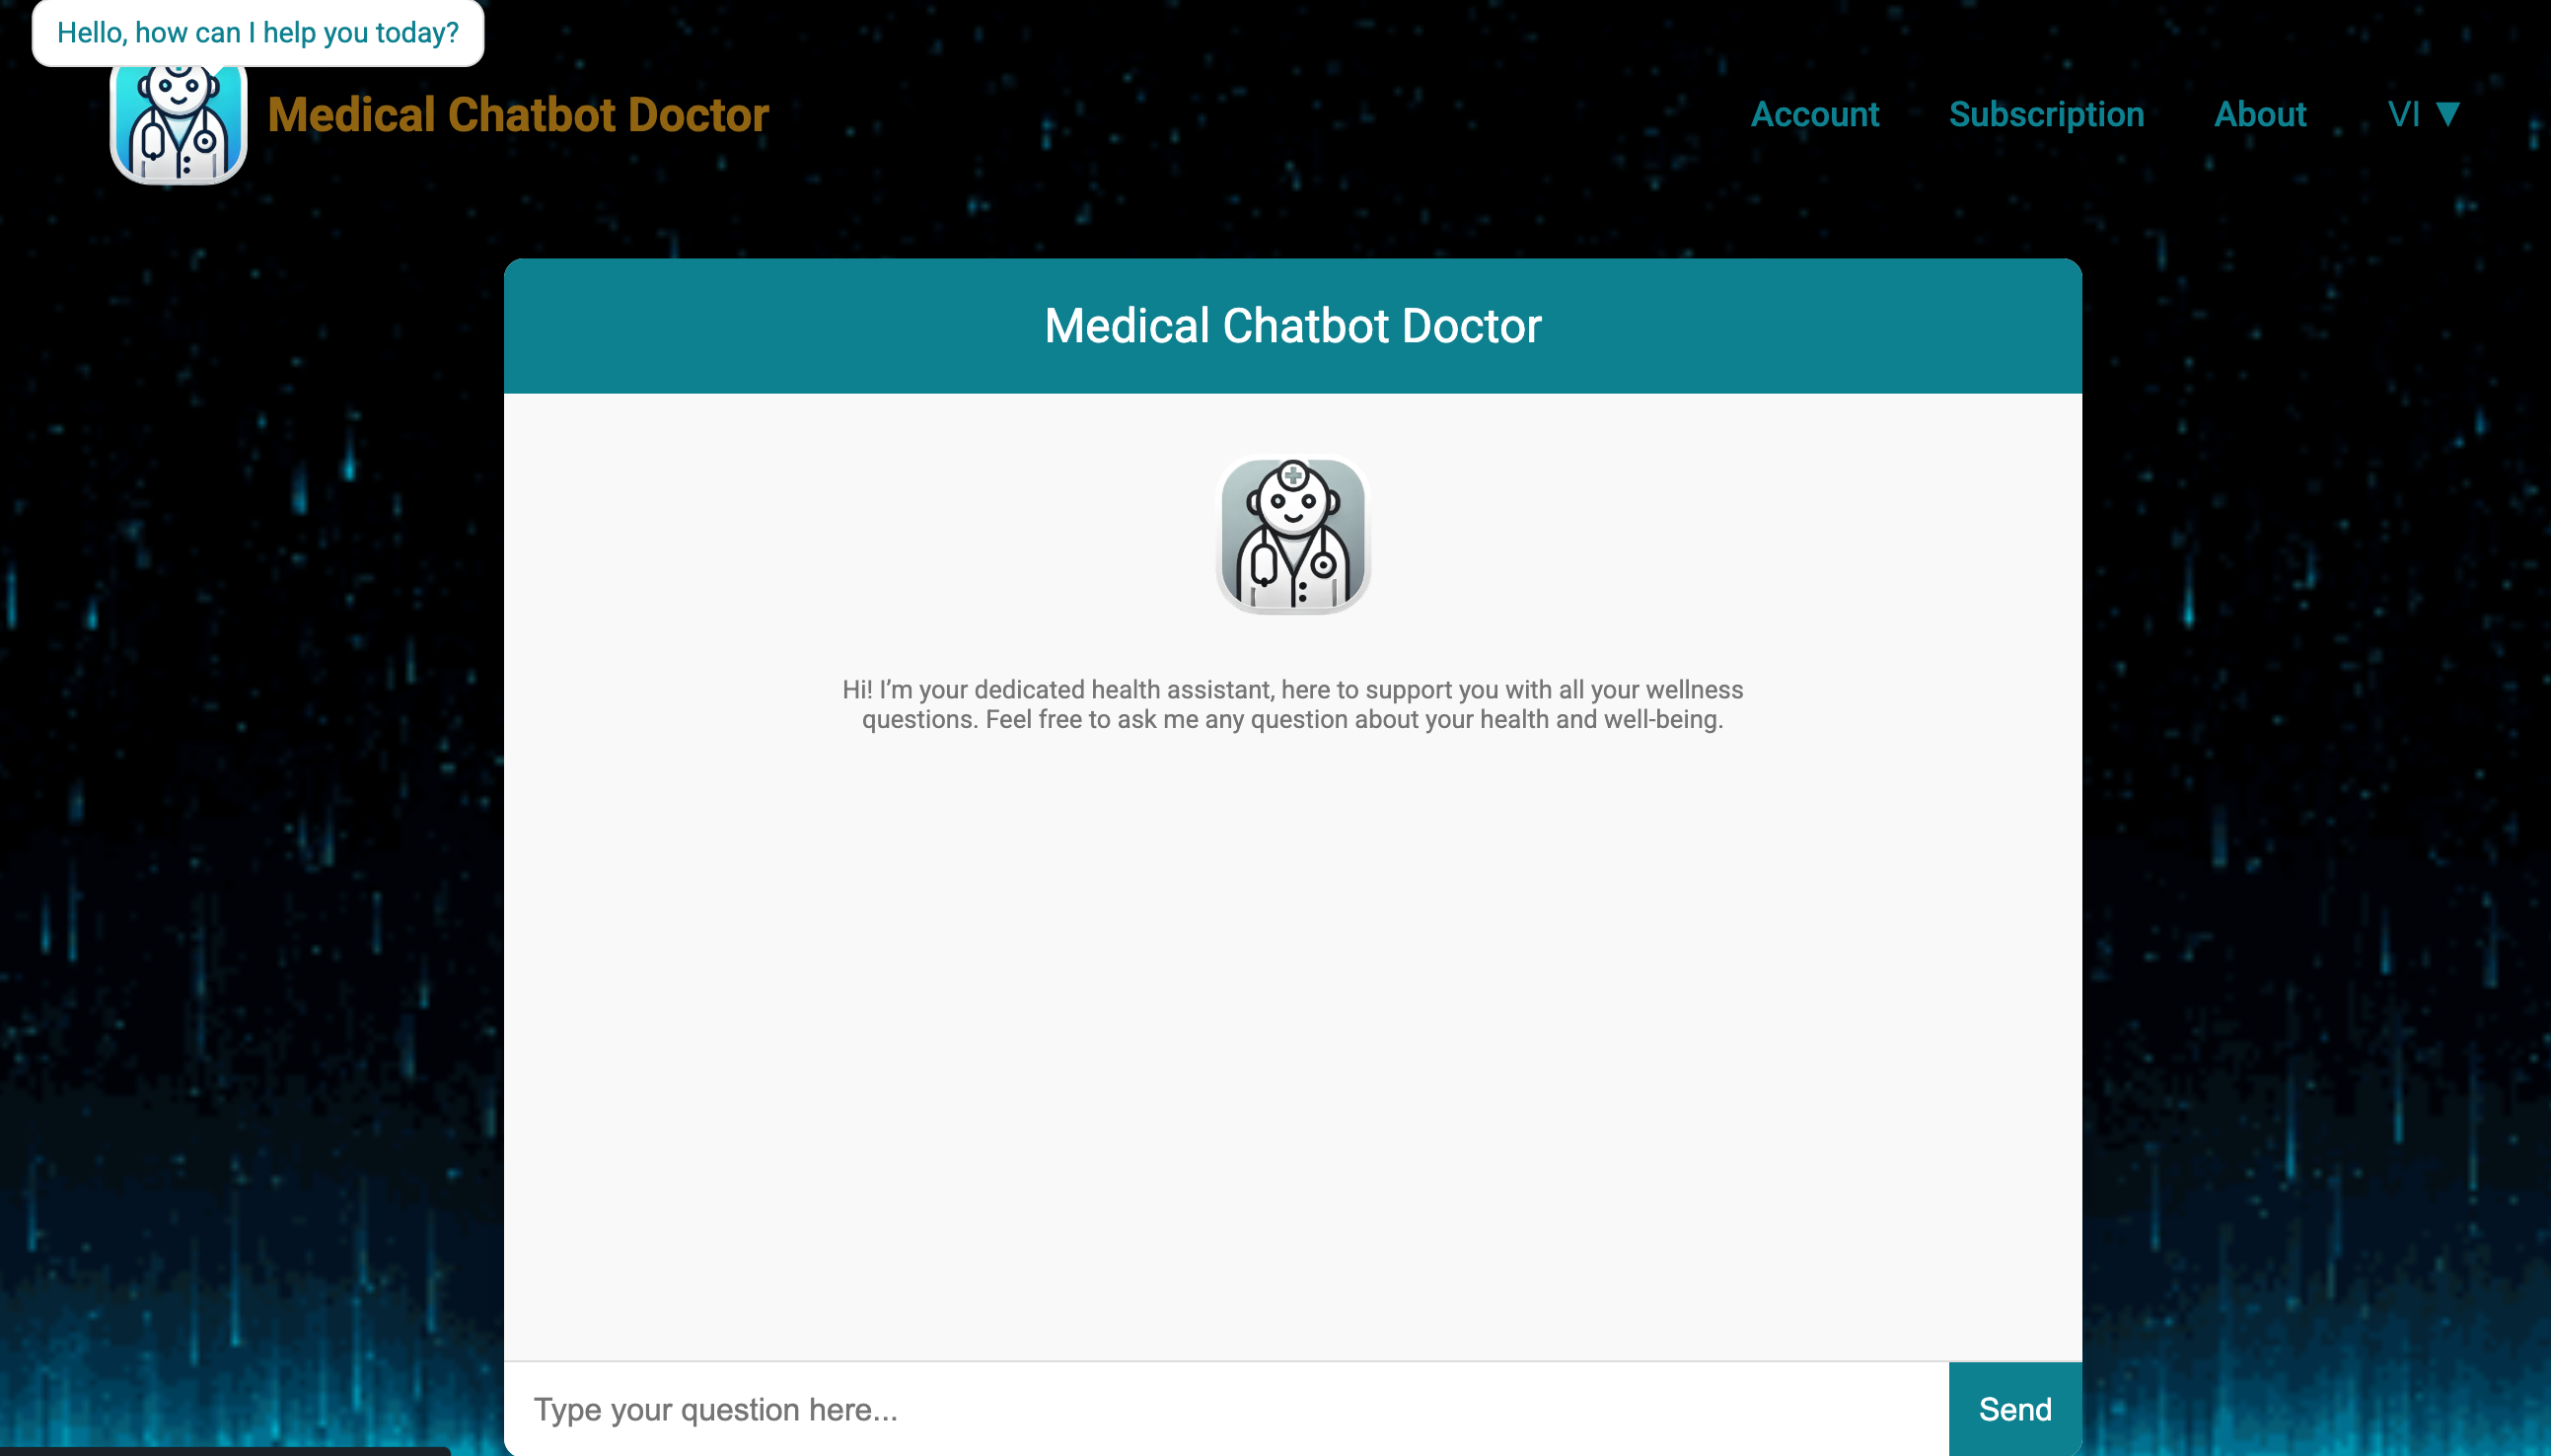 Hello, how can I help you today?
Medical Chatbot Doctor
Account Subscription About VI ▼
Medical Chatbot Doctor
Hi! I’m your dedicated health assistant, here to support you with all your wellness
questions. Feel free to ask me any question about your health and well-being.
Type your question here...
Send